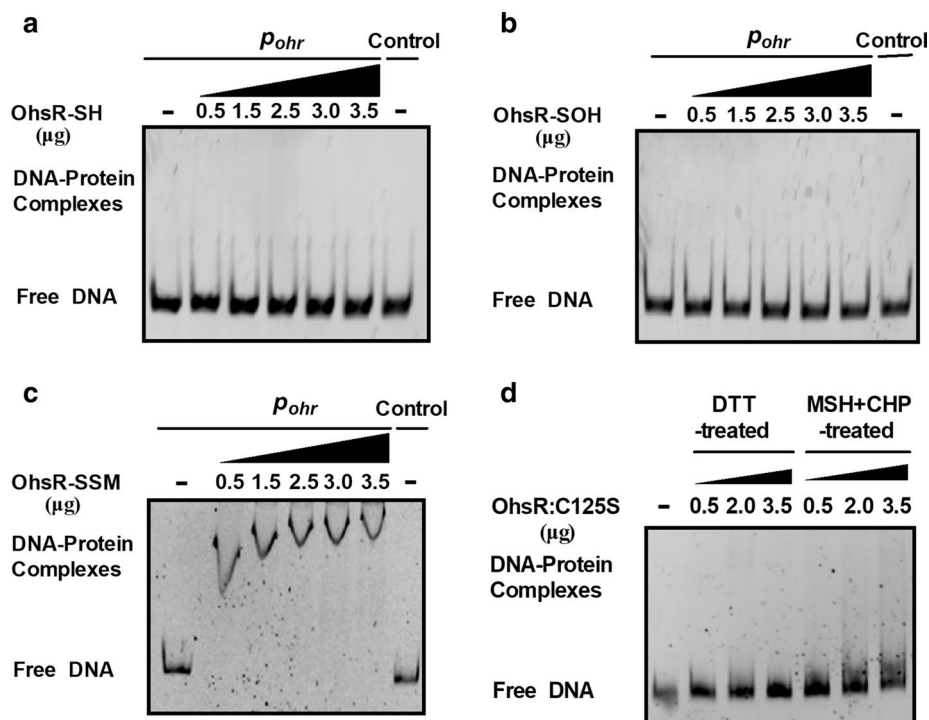 a
p_ohr Control
OhsR-SH – 0.5 1.5 2.5 3.0 3.5 –
(µg)
DNA-Protein
Complexes
Free DNA
b
p_ohr Control
OhsR-SOH – 0.5 1.5 2.5 3.0 3.5 –
(µg)
DNA-Protein
Complexes
Free DNA
c
p_ohr Control
OhsR-SSM – 0.5 1.5 2.5 3.0 3.5 –
(µg)
DNA-Protein
Complexes
Free DNA
d
DTT MSH+CHP
-treated -treated
OhsR:C125S – 0.5 2.0 3.5 0.5 2.0 3.5
(µg)
DNA-Protein
Complexes
Free DNA